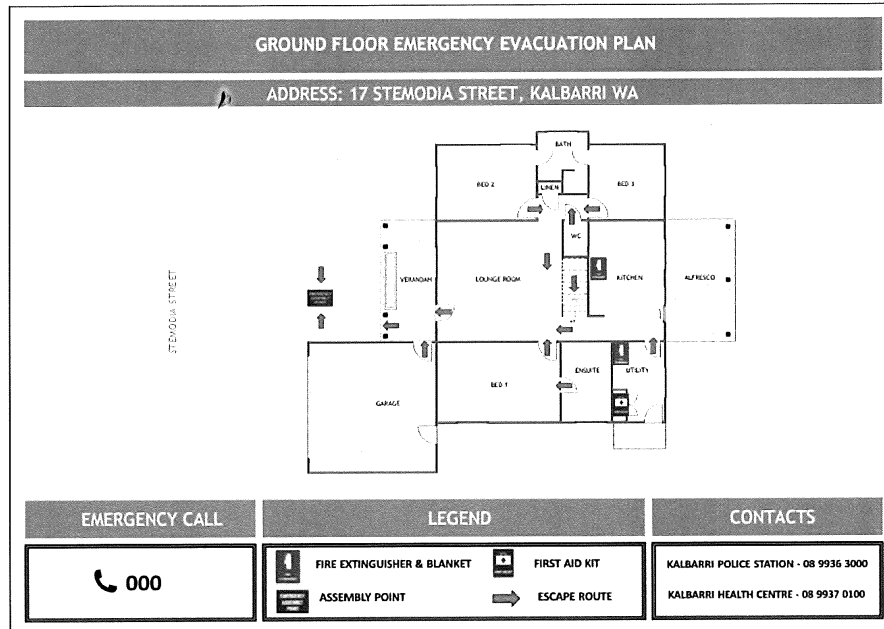 GROUND FLOOR EMERGENCY EVACUATION PLAN
ADDRESS: 17 STEMODIA STREET, KALBARRI WA
BATH
BED 2
LINEN
BED 3
WC
STEMODIA STREET
VERANDAH
LOUNGE ROOM
KITCHEN
ALFRESCO
ENSUITE
UTILITY
BED 1
GARAGE
EMERGENCY CALL
LEGEND
CONTACTS
000
FIRE EXTINGUISHER & BLANKET
FIRST AID KIT
ASSEMBLY POINT
ESCAPE ROUTE
KALBARRI POLICE STATION - 08 9936 3000
KALBARRI HEALTH CENTRE - 08 9937 0100